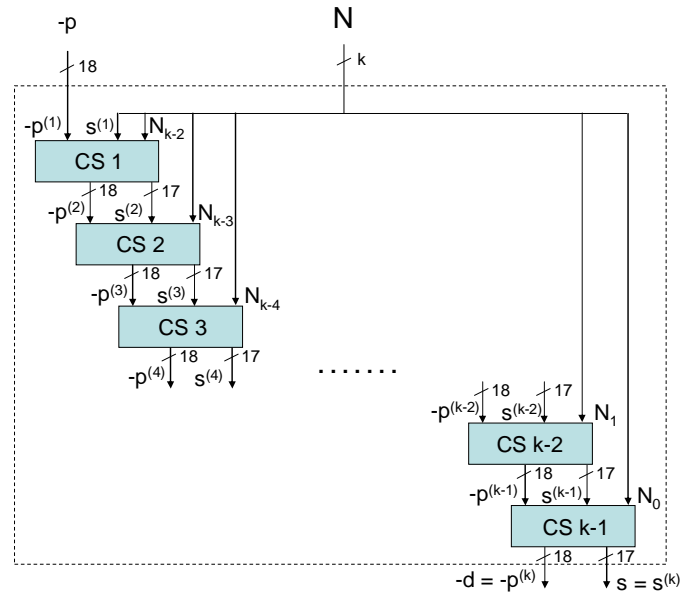 -p N
18 k
-p(1) s(1) Nk-2
CS 1
18 17
-p(2) s(2) Nk-3
CS 2
18 17
-p(3) s(3) Nk-4
CS 3
18 17
-p(4) s(4)
.......
18 17
-p(k-2) s(k-2) N1
CS k-2
18 17
-p(k-1) s(k-1) N0
CS k-1
18 17
-d = -p(k) s = s(k)